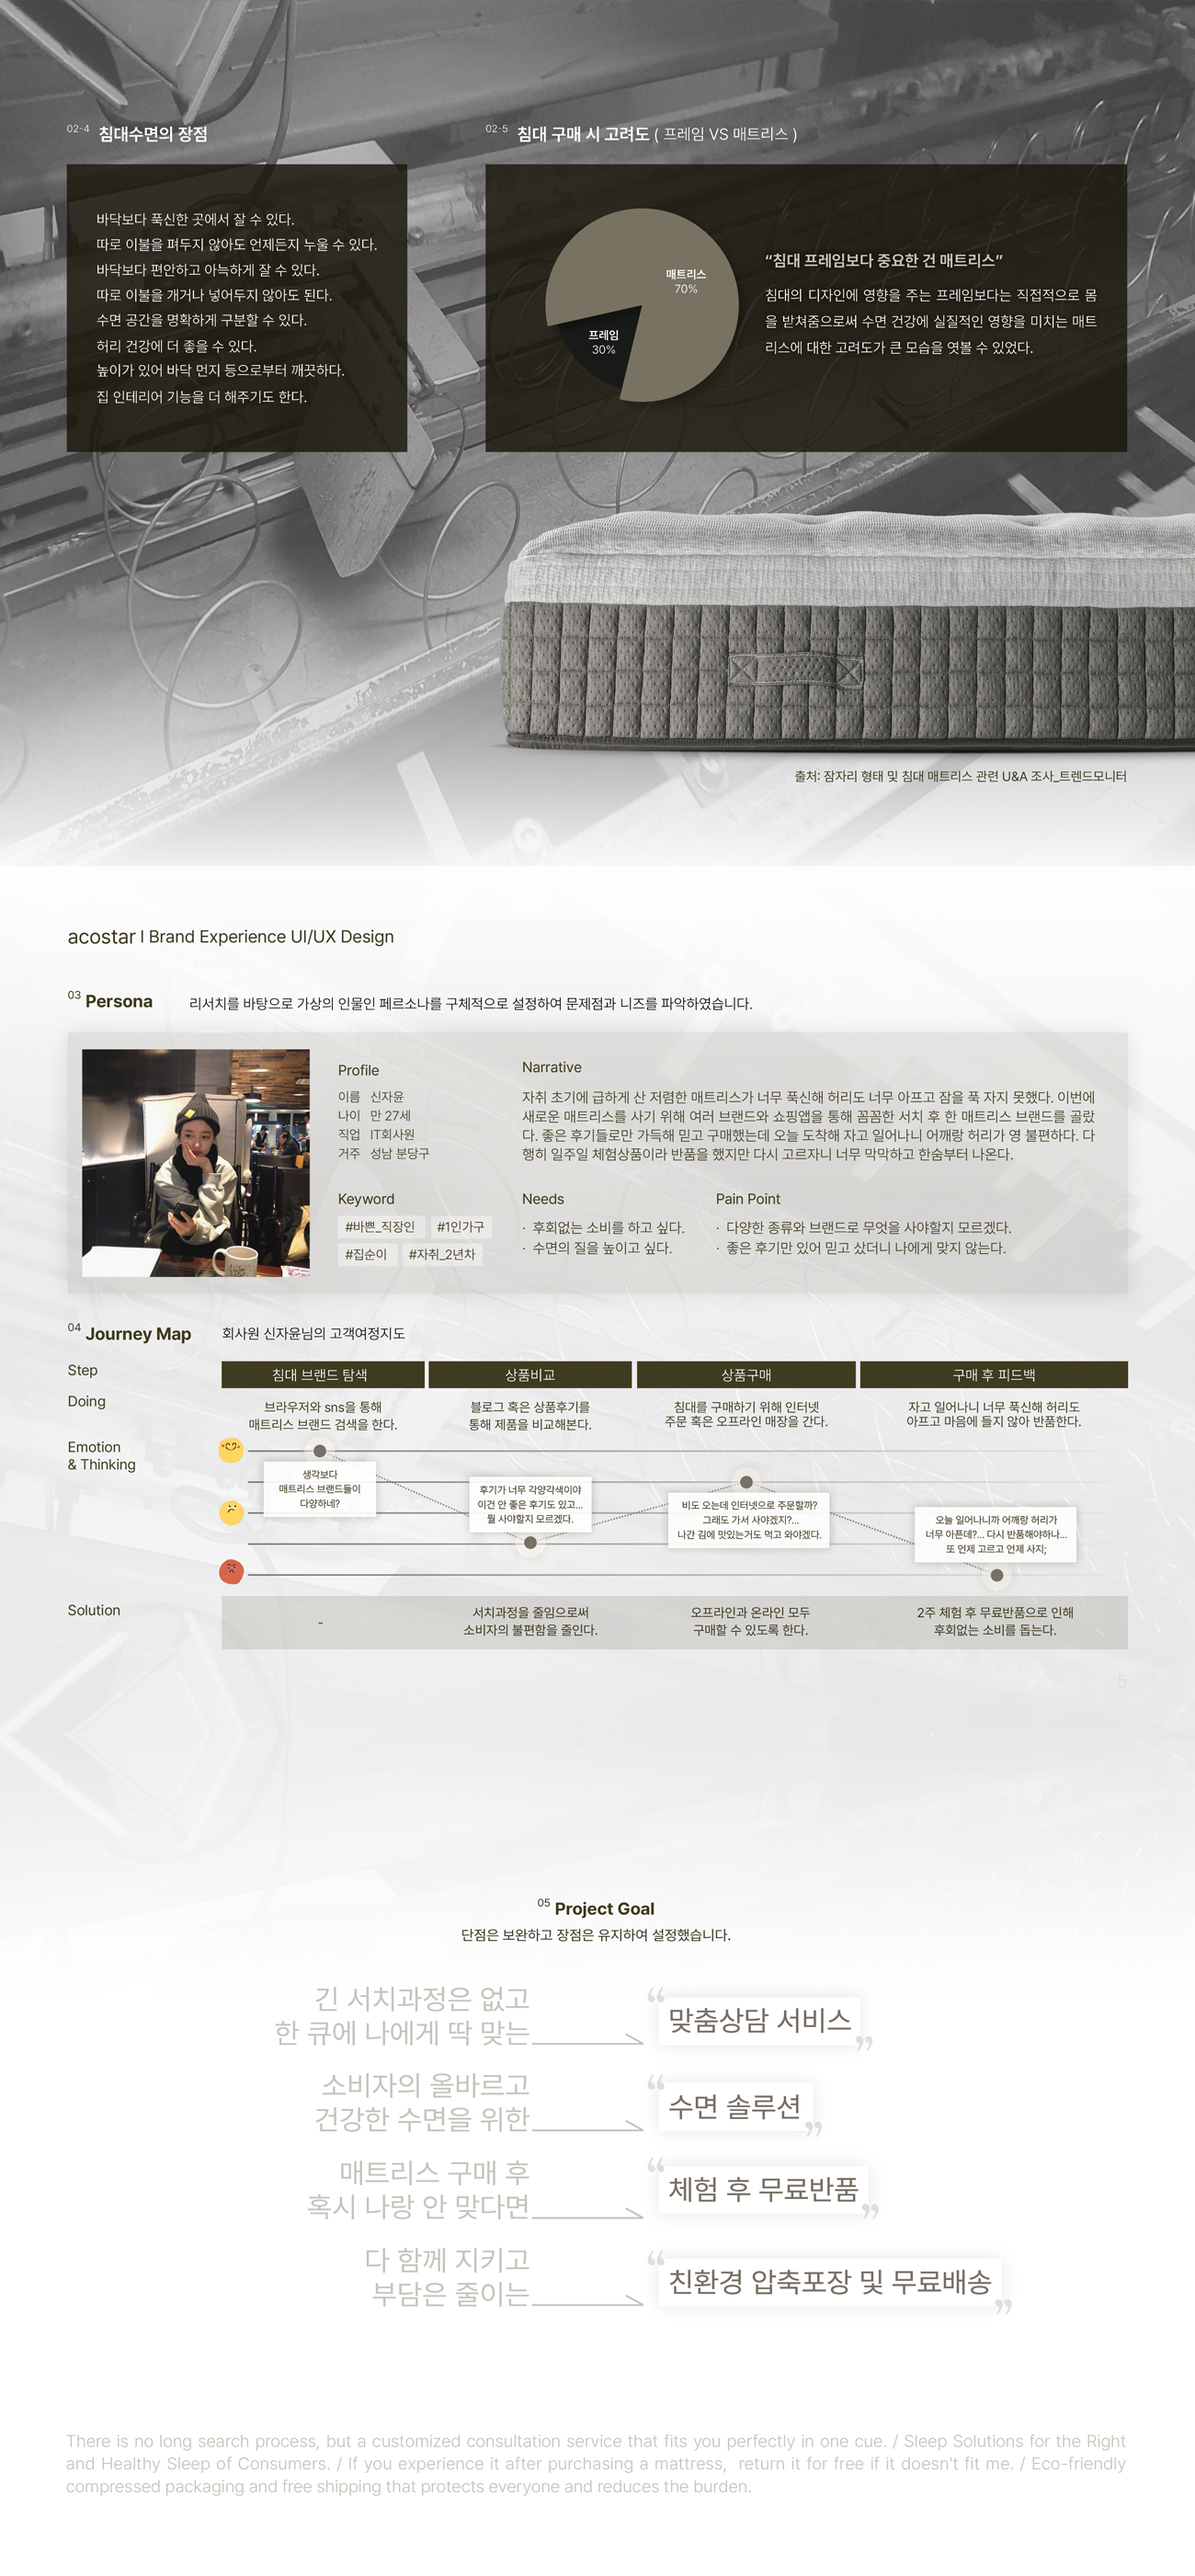 02-4 침대수면의 장점
바닥보다 푹신한 곳에서 잘 수 있다.
따로 이불을 펴두지 않아도 언제든지 누울 수 있다.
바닥보다 편안하고 아늑하게 잘 수 있다.
따로 이불을 개거나 넣어두지 않아도 된다.
수면 공간을 명확하게 구분할 수 있다.
허리 건강에 더 좋을 수 있다.
높이가 있어 바닥 먼지 등으로부터 깨끗하다.
집 인테리어 기능을 더 해주기도 한다.
02-5 침대 구매 시 고려도 ( 프레임 VS 매트리스 )
매트리스
70%
프레임
30%
“침대 프레임보다 중요한 건 매트리스”
침대의 디자인에 영향을 주는 프레임보다는 직접적으로 몸
을 받쳐줌으로써 수면 건강에 실질적인 영향을 미치는 매트
리스에 대한 고려도가 큰 모습을 엿볼 수 있었다.
출처: 잠자리 형태 및 침대 매트리스 관련 U&A 조사_트렌드모니터
acostar I Brand Experience UI/UX Design
03 Persona 리서치를 바탕으로 가상의 인물인 페르소나를 구체적으로 설정하여 문제점과 니즈를 파악하였습니다.
Profile
이름 신자윤
나이 만 27세
직업 IT회사원
거주 성남 분당구
Narrative
자취 초기에 급하게 산 저렴한 매트리스가 너무 푹신해 허리도 너무 아프고 잠을 푹 자지 못했다. 이번에
새로운 매트리스를 사기 위해 여러 브랜드와 쇼핑앱을 통해 꼼꼼한 서치 후 한 매트리스 브랜드를 골랐
다. 좋은 후기들로만 가득해 믿고 구매했는데 오늘 도착해 자고 일어나니 어깨랑 허리가 영 불편하다. 다
행히 일주일 체험상품이라 반품을 했지만 다시 고르자니 너무 막막하고 한숨부터 나온다.
Keyword
#바쁜_직장인 #1인가구
#집순이 #자취_2년차
Needs
· 후회없는 소비를 하고 싶다.
· 수면의 질을 높이고 싶다.
Pain Point
· 다양한 종류와 브랜드로 무엇을 사야할지 모르겠다.
· 좋은 후기만 있어 믿고 샀더니 나에게 맞지 않는다.
04 Journey Map 회사원 신자윤님의 고객여정지도
Step
침대 브랜드 탐색
상품비교
상품구매
구매 후 피드백
Doing
브라우저와 sns을 통해
매트리스 브랜드 검색을 한다.
블로그 혹은 상품후기를
통해 제품을 비교해본다.
침대를 구매하기 위해 인터넷
주문 혹은 오프라인 매장을 간다.
자고 일어나니 너무 푹신해 허리도
아프고 마음에 들지 않아 반품한다.
Emotion
& Thinking
생각보다
매트리스 브랜드들이
다양하네?
후기가 너무 각양각색이야
이건 안 좋은 후기도 있고...
뭘 사야할지 모르겠다.
비도 오는데 인터넷으로 주문할까?
그래도 가서 사야겠지?...
나간 김에 맛있는거도 먹고 와야겠다.
오늘 일어나니까 어깨랑 허리가
너무 아픈데?... 다시 반품해야하나...
또 언제 고르고 언제 사지;
Solution
-
서치과정을 줄임으로써
소비자의 불편함을 줄인다.
오프라인과 온라인 모두
구매할 수 있도록 한다.
2주 체험 후 무료반품으로 인해
후회없는 소비를 돕는다.
5
05 Project Goal
단점은 보완하고 장점은 유지하여 설정했습니다.
긴 서치과정은 없고
한 큐에 나에게 딱 맞는
“맞춤상담 서비스”
소비자의 올바르고
건강한 수면을 위한
“수면 솔루션”
매트리스 구매 후
혹시 나랑 안 맞다면
“체험 후 무료반품”
다 함께 지키고
부담은 줄이는
“친환경 압축포장 및 무료배송”
There is no long search process, but a customized consultation service that fits you perfectly in one cue. / Sleep Solutions for the Right
and Healthy Sleep of Consumers. / If you experience it after purchasing a mattress, return it for free if it doesn't fit me. / Eco-friendly
compressed packaging and free shipping that protects everyone and reduces the burden.